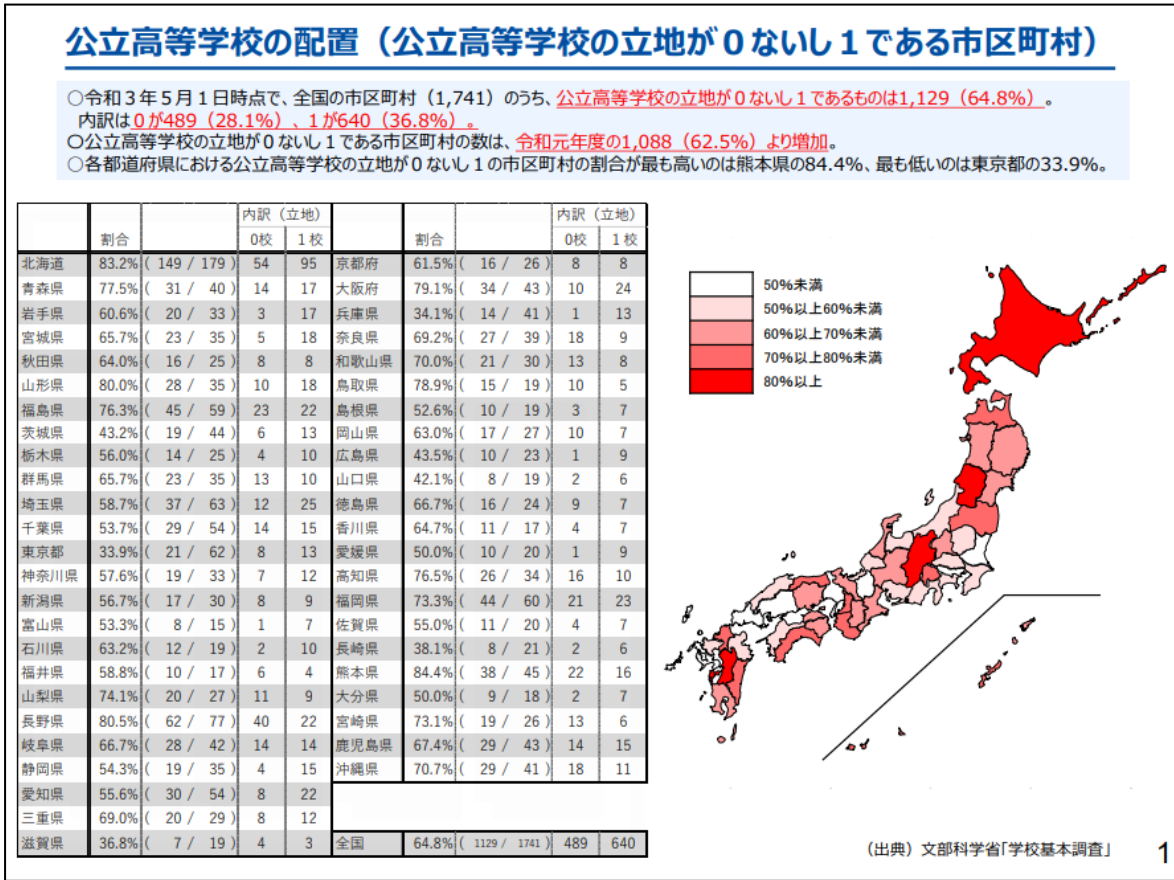 公立高等学校の配置（公立高等学校の立地が０ないし１である市区町村）
○令和３年５月１日時点で、全国の市区町村（1,741）のうち、公立高等学校の立地が０ないし１であるものは1,129（64.8%）。
内訳は０が489（28.1%）、１が640（36.8%）。
○公立高等学校の立地が０ないし１である市区町村の数は、令和元年度の1,088（62.5%）より増加。
○各都道府県における公立高等学校の立地が０ないし１の市区町村の割合が最も高いのは熊本県の84.4%、最も低いのは東京都の33.9%。
内訳（立地） 内訳（立地）
割合 0校 1校 割合 0校 1校
北海道 83.2% ( 149 / 179 ) 54 95 京都府 61.5% ( 16 / 26 ) 8 8
青森県 77.5% ( 31 / 40 ) 14 17 大阪府 79.1% ( 34 / 43 ) 10 24
岩手県 60.6% ( 20 / 33 ) 3 17 兵庫県 34.1% ( 14 / 41 ) 1 13
宮城県 65.7% ( 23 / 35 ) 5 18 奈良県 69.2% ( 27 / 39 ) 18 9
秋田県 64.0% ( 16 / 25 ) 8 8 和歌山県 70.0% ( 21 / 30 ) 13 8
山形県 80.0% ( 28 / 35 ) 10 18 鳥取県 78.9% ( 15 / 19 ) 10 5
福島県 76.3% ( 45 / 59 ) 23 22 島根県 52.6% ( 10 / 19 ) 3 7
茨城県 43.2% ( 19 / 44 ) 6 13 岡山県 63.0% ( 17 / 27 ) 10 7
栃木県 56.0% ( 14 / 25 ) 4 10 広島県 43.5% ( 10 / 23 ) 1 9
群馬県 65.7% ( 23 / 35 ) 13 10 山口県 42.1% ( 8 / 19 ) 2 6
埼玉県 58.7% ( 37 / 63 ) 12 25 徳島県 66.7% ( 16 / 24 ) 9 7
千葉県 53.7% ( 29 / 54 ) 14 15 香川県 64.7% ( 11 / 17 ) 4 7
東京都 33.9% ( 21 / 62 ) 8 13 愛媛県 50.0% ( 10 / 20 ) 1 9
神奈川県 57.6% ( 19 / 33 ) 7 12 高知県 76.5% ( 26 / 34 ) 16 10
新潟県 56.7% ( 17 / 30 ) 8 9 福岡県 73.3% ( 44 / 60 ) 21 23
富山県 53.3% ( 8 / 15 ) 1 7 佐賀県 55.0% ( 11 / 20 ) 4 7
石川県 63.2% ( 12 / 19 ) 2 10 長崎県 38.1% ( 8 / 21 ) 2 6
福井県 58.8% ( 10 / 17 ) 6 4 熊本県 84.4% ( 38 / 45 ) 22 16
山梨県 74.1% ( 20 / 27 ) 11 9 大分県 50.0% ( 9 / 18 ) 2 7
長野県 80.5% ( 62 / 77 ) 40 22 宮崎県 73.1% ( 19 / 26 ) 13 6
岐阜県 66.7% ( 28 / 42 ) 14 14 鹿児島県 67.4% ( 29 / 43 ) 14 15
静岡県 54.3% ( 19 / 35 ) 4 15 沖縄県 70.7% ( 29 / 41 ) 18 11
愛知県 55.6% ( 30 / 54 ) 8 22
三重県 69.0% ( 20 / 29 ) 8 12
滋賀県 36.8% ( 7 / 19 ) 4 3 全国 64.8% ( 1129 / 1741 ) 489 640
50%未満
50%以上60%未満
60%以上70%未満
70%以上80%未満
80%以上
（出典）文部科学省「学校基本調査」
1